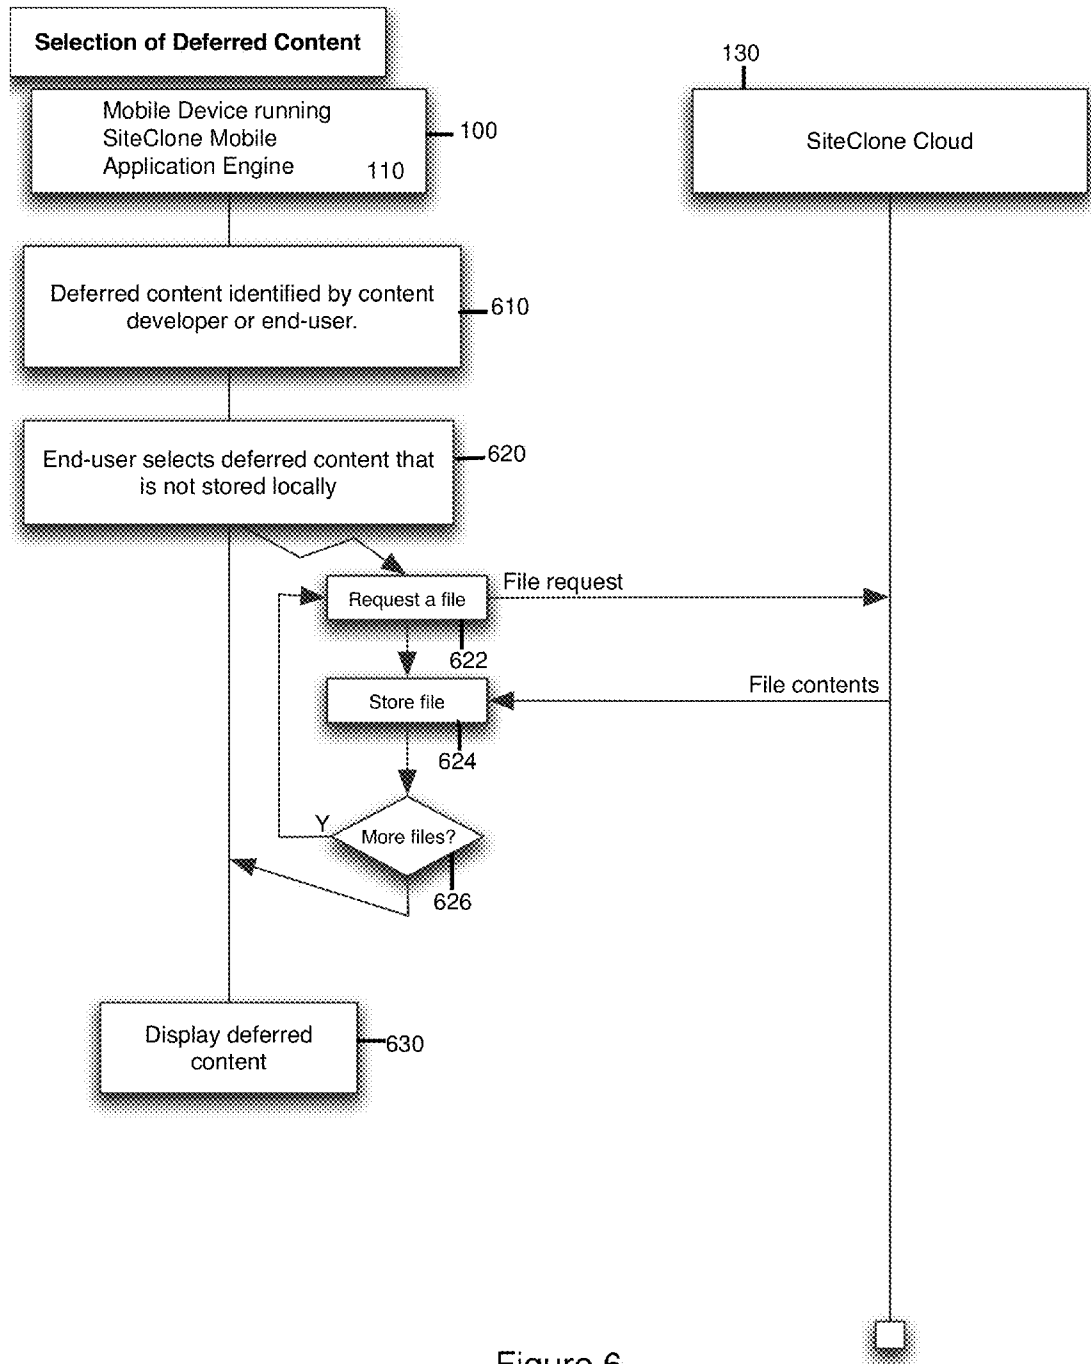 Selection of Deferred Content
130
Mobile Device running
SiteClone Mobile
Application Engine
110
100
SiteClone Cloud
Deferred content identified by content
developer or end-user.
610
End-user selects deferred content that
is not stored locally
620
Request a file
File request
622
Store file
File contents
624
Y
More files?
626
Display deferred
content
630
Figure 6